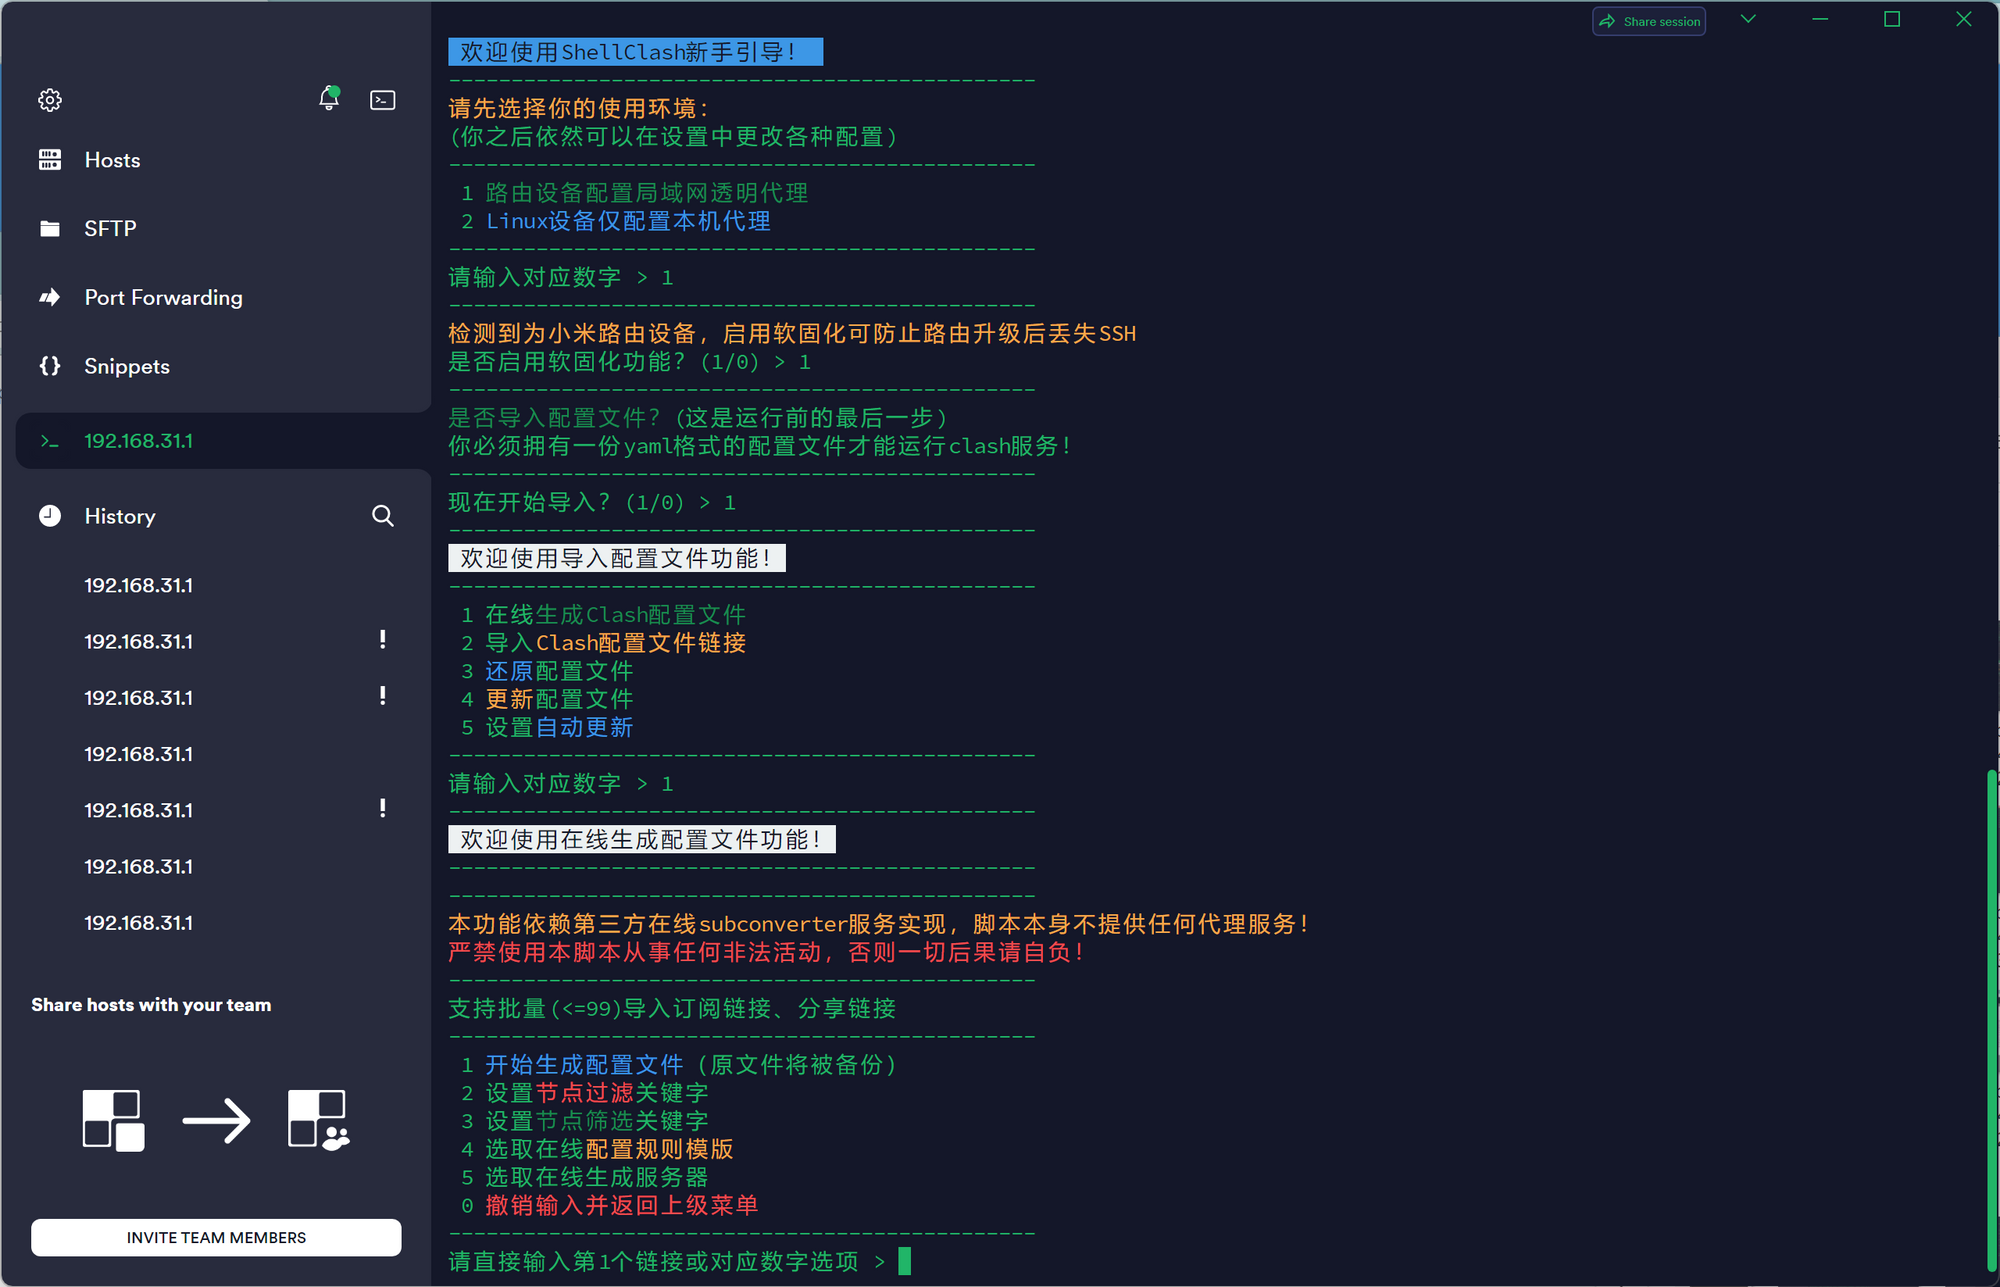 Share session
Hosts
SFTP
Port Forwarding
Snippets
192.168.31.1
History
192.168.31.1
192.168.31.1 !
192.168.31.1 !
192.168.31.1
192.168.31.1 !
192.168.31.1
192.168.31.1
Share hosts with your team
INVITE TEAM MEMBERS
欢迎使用ShellClash新手引导！
-----------------------------------------------
请先选择你的使用环境：
(你之后依然可以在设置中更改各种配置)
-----------------------------------------------
1 路由设备配置局域网透明代理
2 Linux设备仅配置本机代理
-----------------------------------------------
请输入对应数字 > 1
-----------------------------------------------
检测到为小米路由设备，启用软固化可防止路由升级后丢失SSH
是否启用软固化功能？(1/0) > 1
-----------------------------------------------
是否导入配置文件？(这是运行前的最后一步)
你必须拥有一份yaml格式的配置文件才能运行clash服务！
-----------------------------------------------
现在开始导入？(1/0) > 1
-----------------------------------------------
欢迎使用导入配置文件功能！
-----------------------------------------------
1 在线生成Clash配置文件
2 导入Clash配置文件链接
3 还原配置文件
4 更新配置文件
5 设置自动更新
-----------------------------------------------
请输入对应数字 > 1
-----------------------------------------------
欢迎使用在线生成配置文件功能！
-----------------------------------------------
-----------------------------------------------
本功能依赖第三方在线subconverter服务实现，脚本本身不提供任何代理服务！
严禁使用本脚本从事任何非法活动，否则一切后果请自负！
-----------------------------------------------
支持批量(<=99)导入订阅链接、分享链接
-----------------------------------------------
1 开始生成配置文件 (原文件将被备份)
2 设置节点过滤关键字
3 设置节点筛选关键字
4 选取在线配置规则模版
5 选取在线生成服务器
0 撤销输入并返回上级菜单
-----------------------------------------------
请直接输入第1个链接或对应数字选项 >